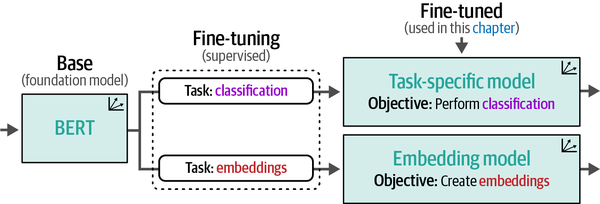 Base
(foundation model)
BERT
Fine-tuning
(supervised)
Task: classification
Task: embeddings
Fine-tuned
(used in this chapter)
Task-specific model
Objective: Perform classification
Embedding model
Objective: Create embeddings